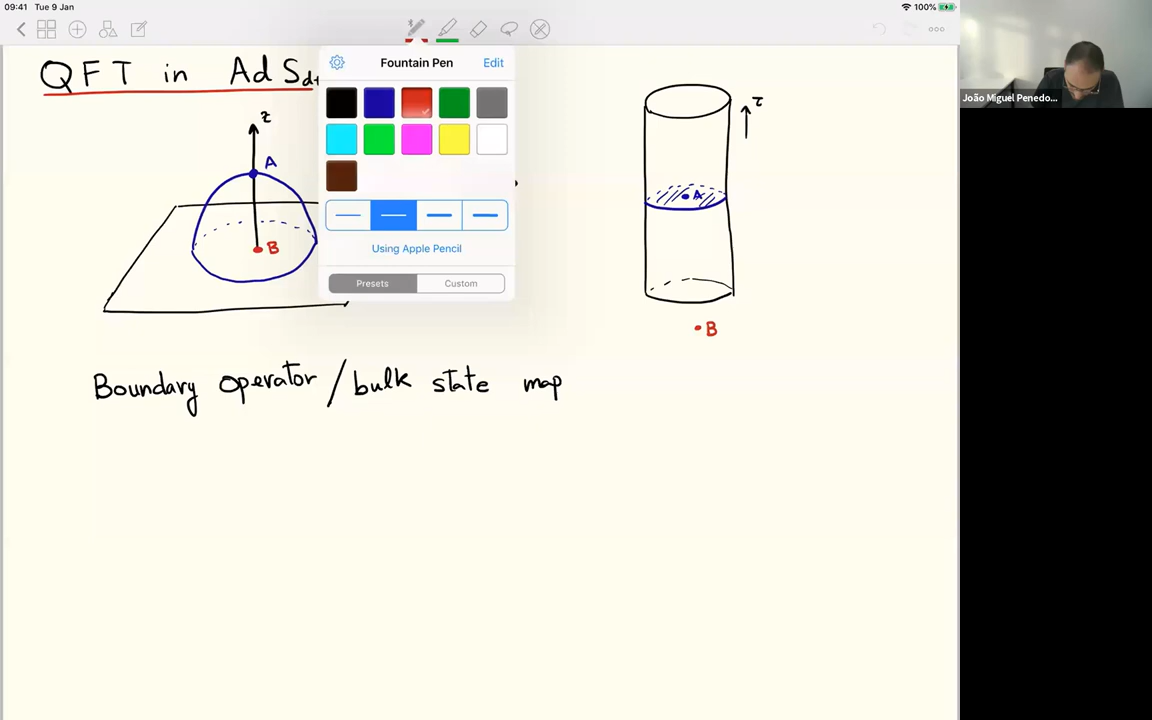 09:41 Tue 9 Jan
100%
Fountain Pen
Edit
QFT in AdS
João Miguel Penedo...
z
A
B
τ
A
B
Using Apple Pencil
Presets
Custom
Boundary operator / bulk state map